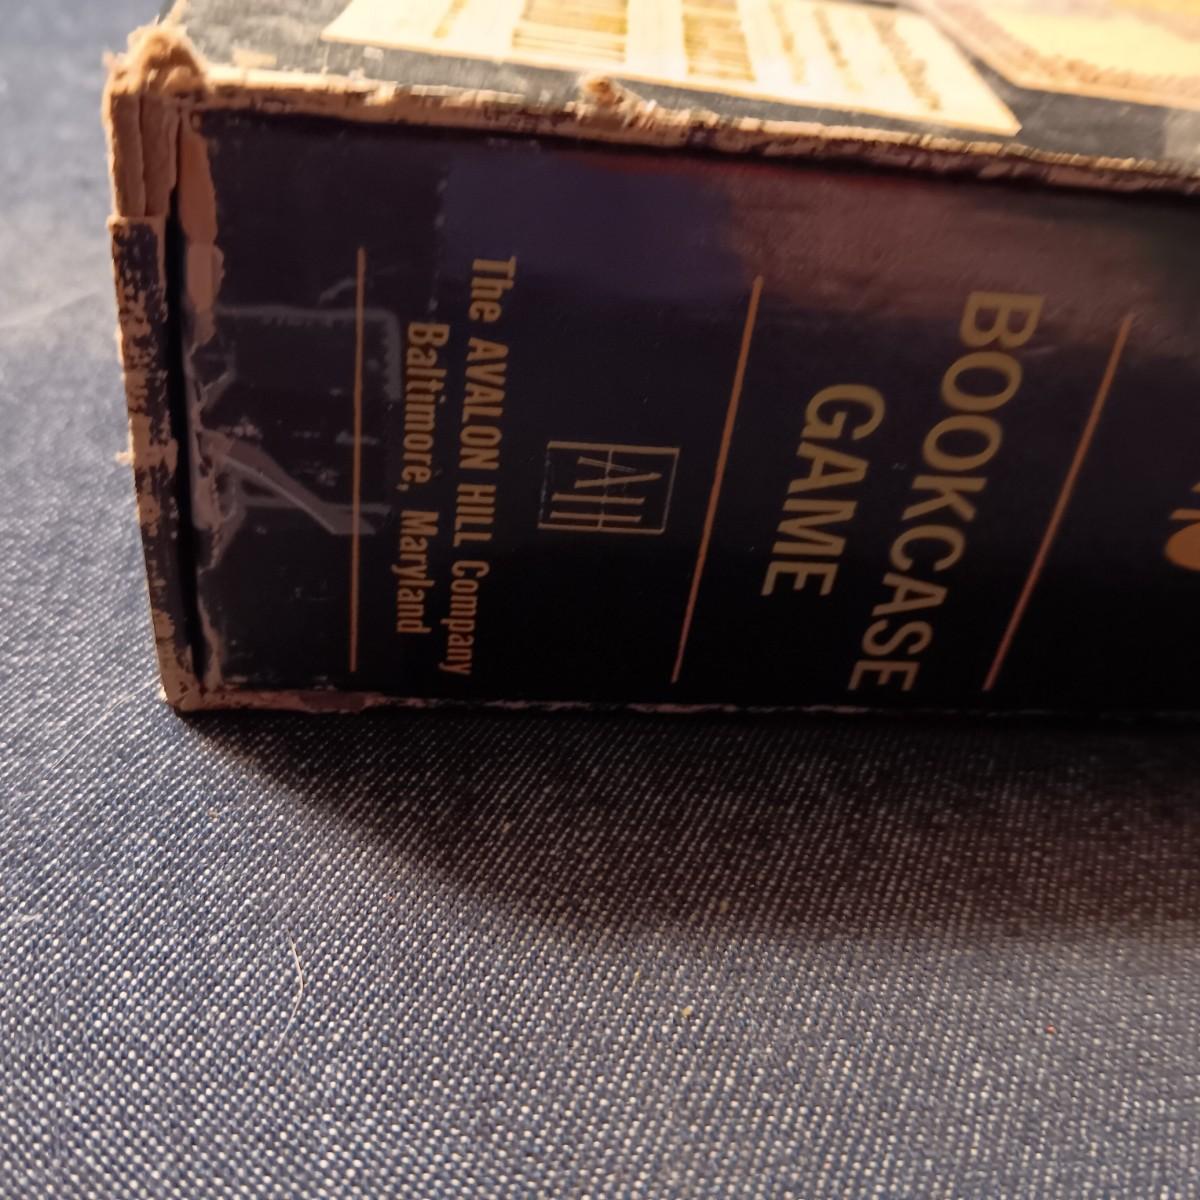 BOOKCASE
GAME
AH
The AVALON HILL Company
Baltimore, Maryland